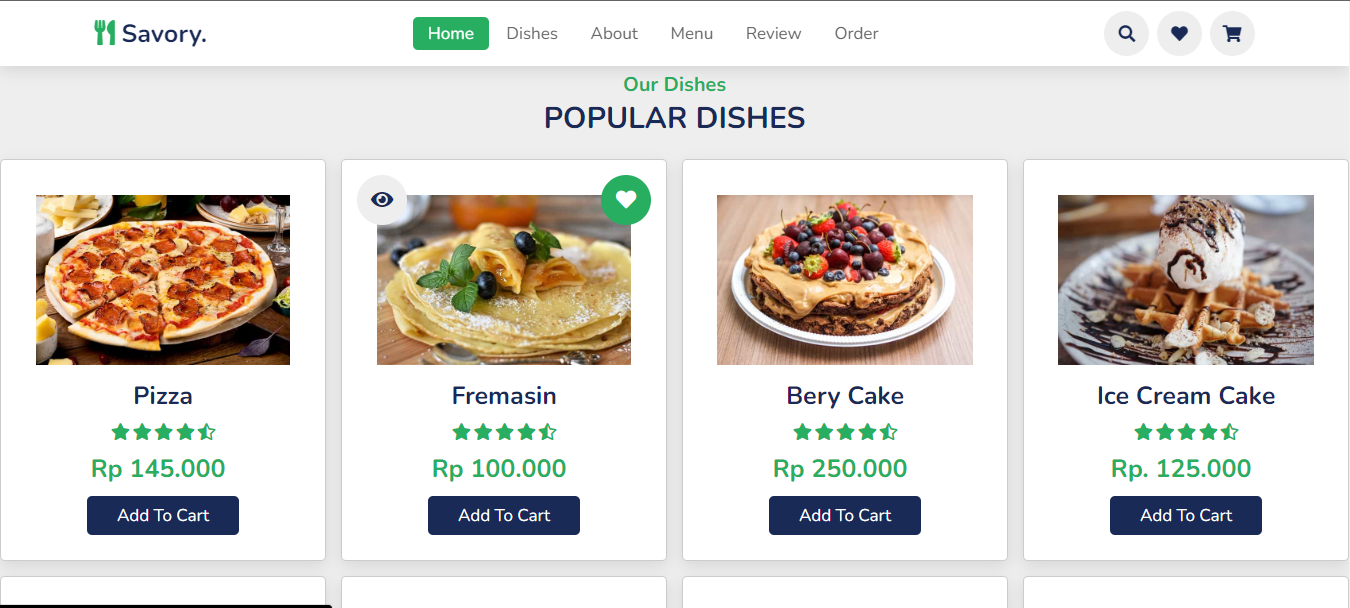 Savory.
Home
Dishes
About
Menu
Review
Order
Our Dishes
POPULAR DISHES
Pizza
Rp 145.000
Add To Cart
Fremasin
Rp 100.000
Add To Cart
Bery Cake
Rp 250.000
Add To Cart
Ice Cream Cake
Rp. 125.000
Add To Cart